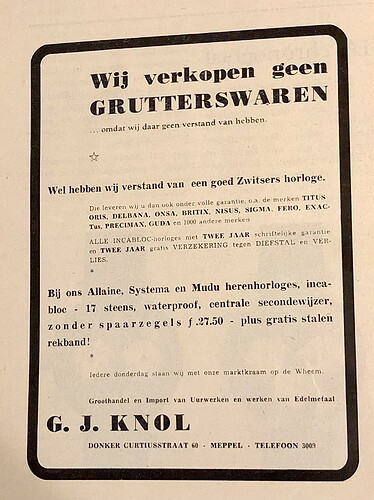 Wij verkopen geen
GRUTTERSWAREN
... omdat wij daar geen verstand van hebben.
☆
Wel hebben wij verstand van een goed Zwitsers horloge.
Die leveren wij u dan ook onder volle garantie, o.a. de merken TITUS
ORIS, DELBANA, ONSA, BRITIX, NISUS, SIGMA, FERO, EXAC-
Tus, PRECIMAX, GUDA en 1000 andere merken
ALLE INCABLOC-horloges met TWEE JAAR schriftelijke garantie
en TWEE JAAR gratis VERZEKERING tegen DIEFSTAL en VER-
LIES.
*
Bij ons Allaine, Systema en Mudu herenhorloges, inca-
bloc - 17 steens, waterproof, centrale secondewijzer,
zonder spaarzegels f.27.50 - plus gratis stalen
rekband!
*
Iedere donderdag staan wij met onze marktkraam op de Wheem.
Groothandel en Import van Uurwerken en werken van Edelmetaal
G. J. KNOL
DONKER CURTIUSSTRAAT 60 - MEPPEL - TELEFOON 3009